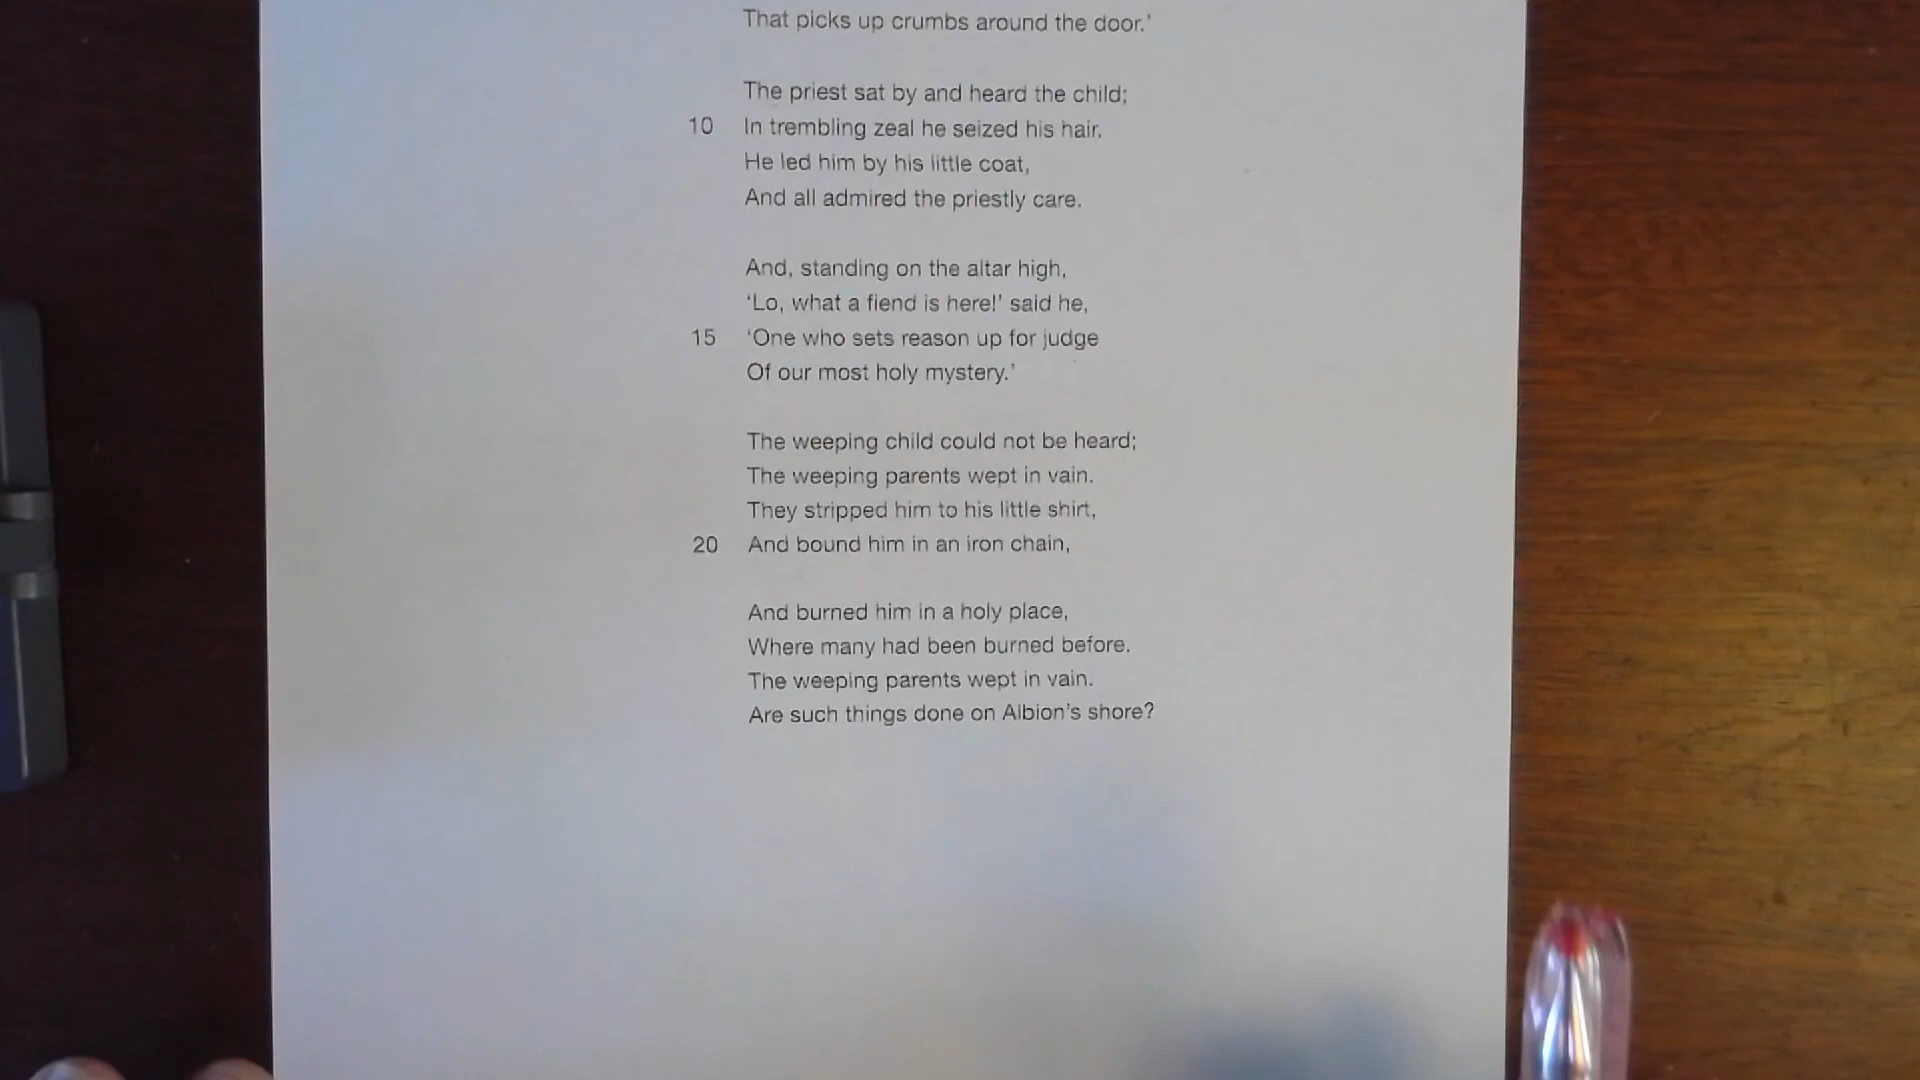 That picks up crumbs around the door.’
The priest sat by and heard the child;
10 In trembling zeal he seized his hair.
He led him by his little coat,
And all admired the priestly care.
And, standing on the altar high,
‘Lo, what a fiend is here!’ said he,
15 ‘One who sets reason up for judge
Of our most holy mystery.’
The weeping child could not be heard;
The weeping parents wept in vain.
They stripped him to his little shirt,
20 And bound him in an iron chain,
And burned him in a holy place,
Where many had been burned before.
The weeping parents wept in vain.
Are such things done on Albion’s shore?